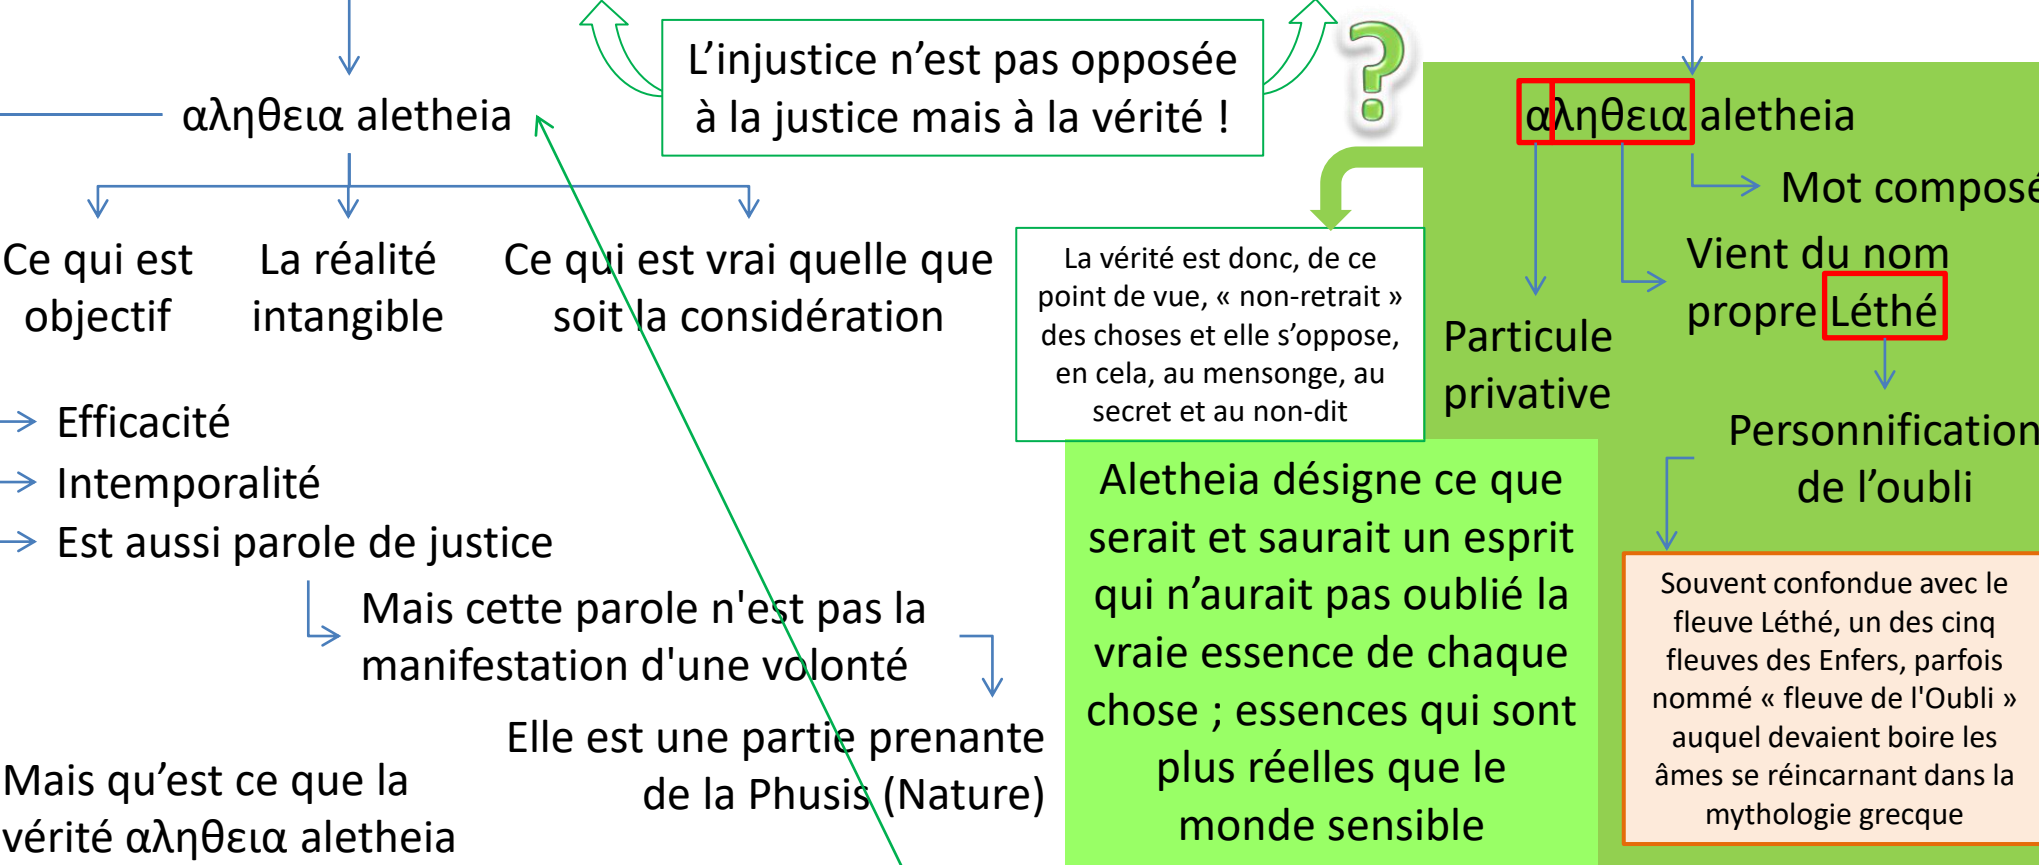 L’injustice n’est pas opposée
à la justice mais à la vérité !
αληθεια aletheia
Ce qui est
objectif
La réalité
intangible
Ce qui est vrai quelle que
soit la considération
Efficacité
Intemporalité
Est aussi parole de justice
Mais cette parole n'est pas la
manifestation d'une volonté
Elle est une partie prenante
de la Phusis (Nature)
Mais qu’est ce que la
vérité αληθεια aletheia
?
αληθεια aletheia
Mot composé
Vient du nom
propre Léthé
Particule
privative
Personnification
de l’oubli
La vérité est donc, de ce
point de vue, « non-retrait »
des choses et elle s’oppose,
en cela, au mensonge, au
secret et au non-dit
Aletheia désigne ce que
serait et saurait un esprit
qui n’aurait pas oublié la
vraie essence de chaque
chose ; essences qui sont
plus réelles que le
monde sensible
Souvent confondue avec le
fleuve Léthé, un des cinq
fleuves des Enfers, parfois
nommé « fleuve de l'Oubli »
auquel devaient boire les
âmes se réincarnant dans la
mythologie grecque